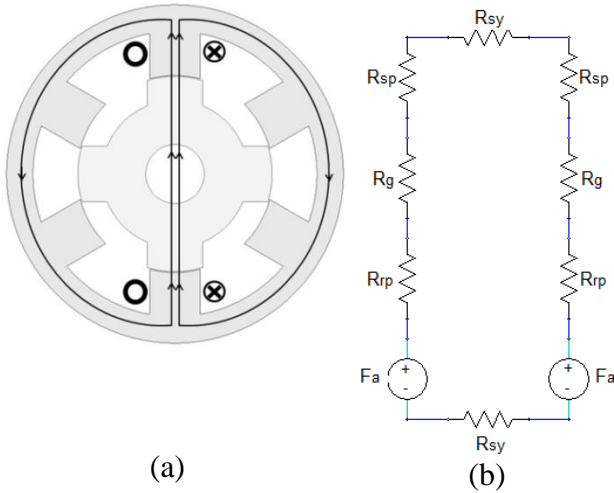 Rsy
Rsp Rsp
Rg Rg
Rrp Rrp
Fa + - + - Fa
Rsy
(a) (b)